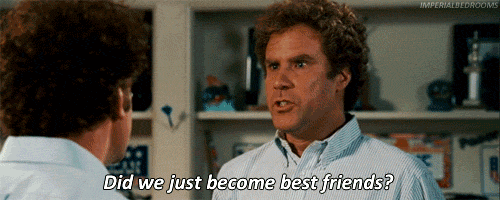 IMPERIALBEDROOMS
Did we just become best friends?